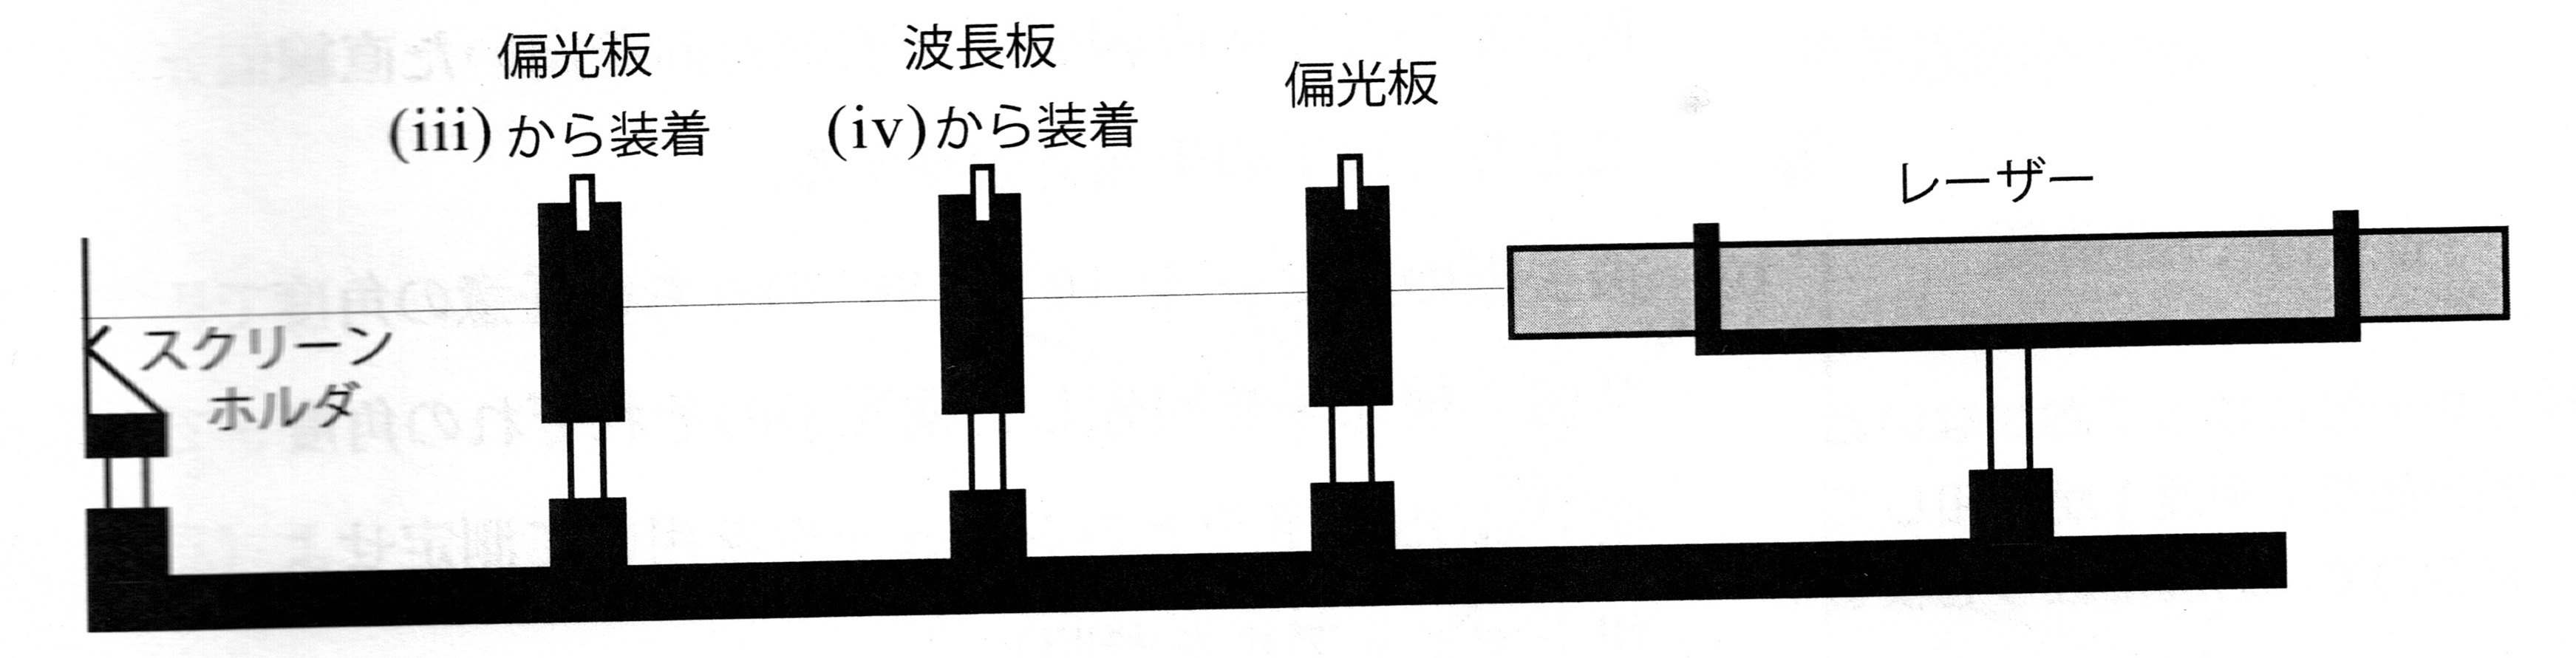 偏光板
(iii) から装着
波長板
(iv)から装着
偏光板
レーザー
スクリーン
ホルダ